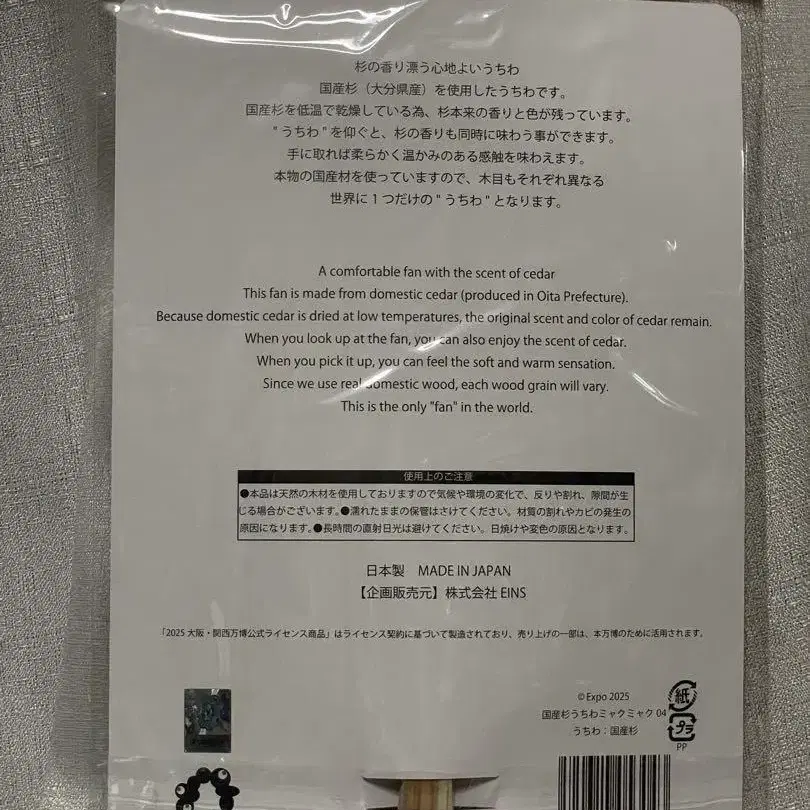 杉の香り漂う心地よいうちわ
国産杉（大分県産）を使用したうちわです。
国産杉を低温で乾燥している為、杉本来の香りと色が残っています。
" うちわ " を仰ぐと、杉の香りも同時に味わう事ができます。
手に取れば柔らかく温かみのある感触を味わえます。
本物の国産材を使っていますので、木目もそれぞれ異なる
世界に 1 つだけの " うちわ " となります。
A comfortable fan with the scent of cedar
This fan is made from domestic cedar (produced in Oita Prefecture).
Because domestic cedar is dried at low temperatures, the original scent and color of cedar remain.
When you look up at the fan, you can also enjoy the scent of cedar.
When you pick it up, you can feel the soft and warm sensation.
Since we use real domestic wood, each wood grain will vary.
This is the only "fan" in the world.
使用上のご注意
●本品は天然の木材を使用しておりますので気候や環境の変化で、反りや割れ、隙間が生
じる場合がございます。●濡れたままの保管はさけてください。材質の割れやカビの発生の
原因になります。●長時間の直射日光は避けてください。日焼けや変色の原因となります。
日本製　MADE IN JAPAN
【企画販売元】株式会社 EINS
「2025 大阪・関西万博公式ライセンス商品」はライセンス契約に基づいて製造されており、売り上げの一部は、本万博のために活用されます。
© Expo 2025
国産杉うちわミャクミャク 04
うちわ：国産杉
紙
プラ
PP